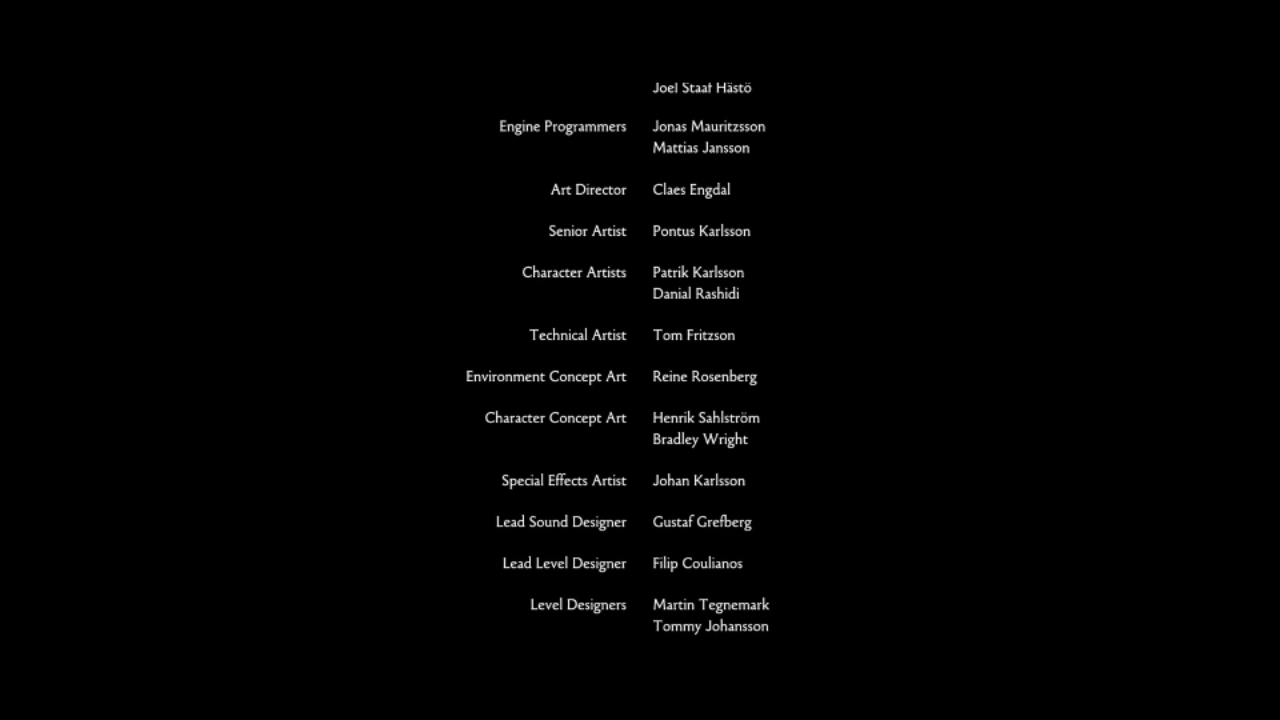 Joel Staaf Hästö
Engine Programmers Jonas Mauritzsson
Mattias Jansson
Art Director Claes Engdal
Senior Artist Pontus Karlsson
Character Artists Patrik Karlsson
Danial Rashidi
Technical Artist Tom Fritzson
Environment Concept Art Reine Rosenberg
Character Concept Art Henrik Sahlström
Bradley Wright
Special Effects Artist Johan Karlsson
Lead Sound Designer Gustaf Grefberg
Lead Level Designer Filip Coulianos
Level Designers Martin Tegnemark
Tommy Johansson